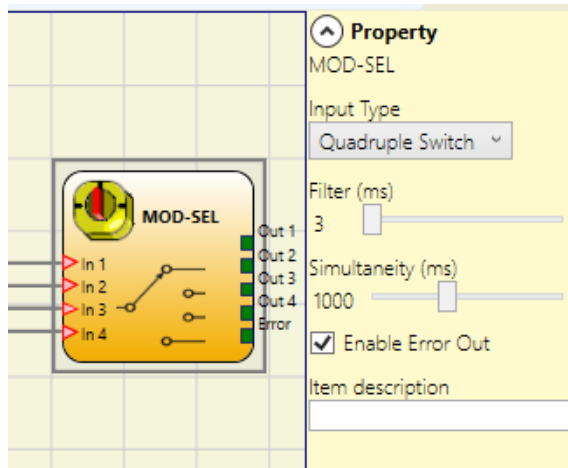 MOD-SEL
In 1
In 2
In 3
In 4
Out 1
Out 2
Out 3
Out 4
Error
Property
MOD-SEL
Input Type
Quadruple Switch
Filter (ms)
3
Simultaneity (ms)
1000
Enable Error Out
Item description